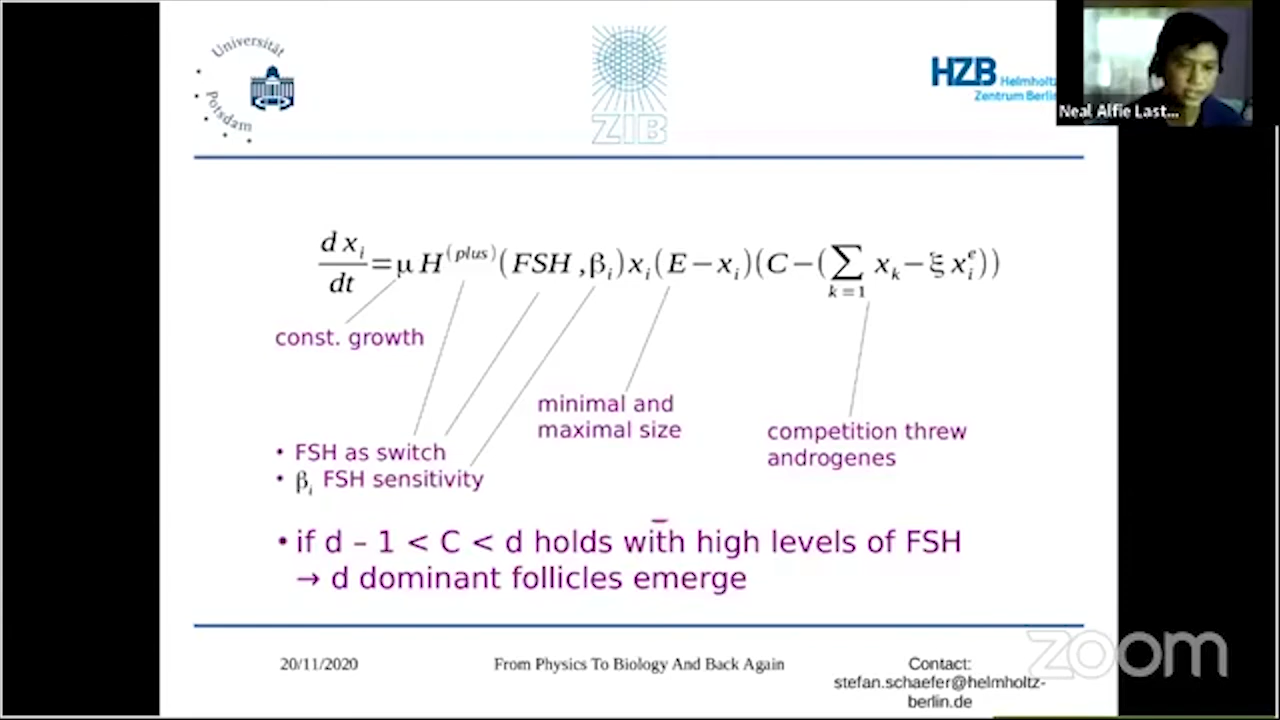 Universität
Potsdam
ZIB
HZB Helmholtz
Zentrum Berlin
Neal Alfie Last...
d x_i / dt = μ H^(plus) (FSH , β_i) x_i (E − x_i) (C − (∑_{k=1} x_k − ξ x_i^e))
const. growth
minimal and
maximal size
competition threw
androgenes
• FSH as switch
• β_i FSH sensitivity
• if d – 1 < C < d holds with high levels of FSH
→ d dominant follicles emerge
20/11/2020
From Physics To Biology And Back Again
Contact:
stefan.schaefer@helmholtz-
berlin.de
zoom